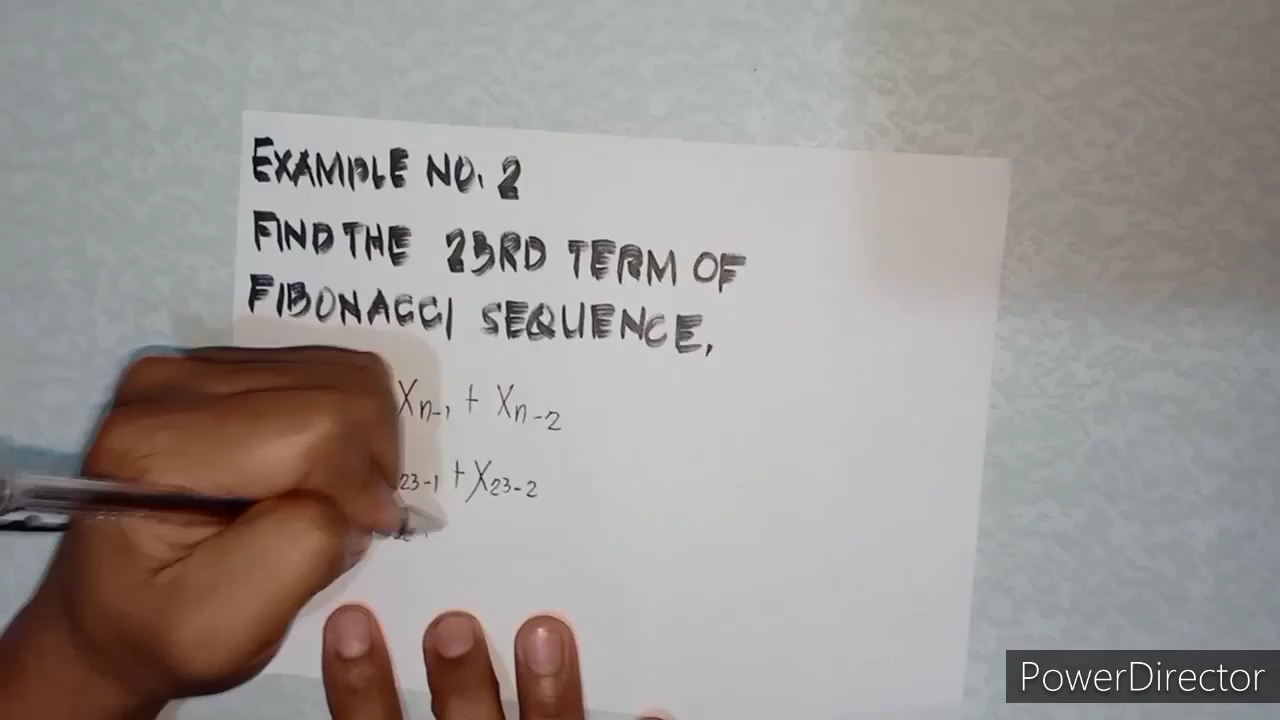 EXAMPLE NO. 2
FIND THE 23RD TERM OF
FIBONACCI SEQUENCE.
Xn-1 + Xn-2
23-1 + X23-2
PowerDirector